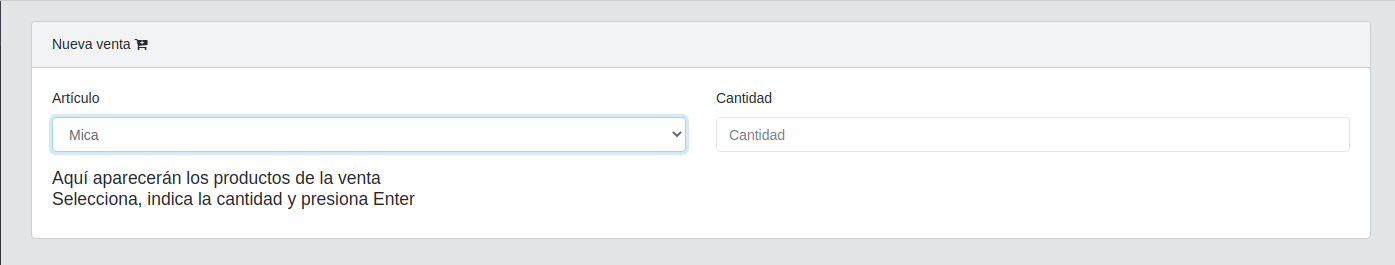 Nueva venta
Artículo
Cantidad
Mica
Cantidad
Aquí aparecerán los productos de la venta
Selecciona, indica la cantidad y presiona Enter